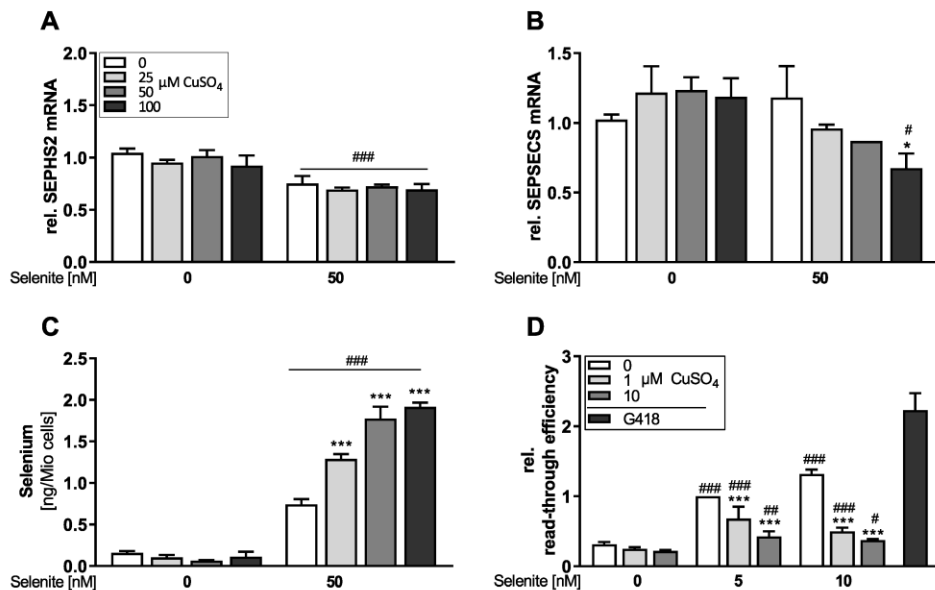 A
rel. SEPHS2 mRNA
2.0
1.5
1.0
0.5
0.0
0
25 µM CuSO4
50
100
###
Selenite [nM] 0 50
B
rel. SEPSECS mRNA
1.5
1.0
0.5
0.0
#
*
Selenite [nM] 0 50
C
Selenium
[ng/Mio cells]
2.5
2.0
1.5
1.0
0.5
0.0
###
*** *** ***
Selenite [nM] 0 50
D
rel.
read-through efficiency
3
2
1
0
0
1 µM CuSO4
10
G418
### ### ## ### ### #
*** *** *** ***
Selenite [nM] 0 5 10